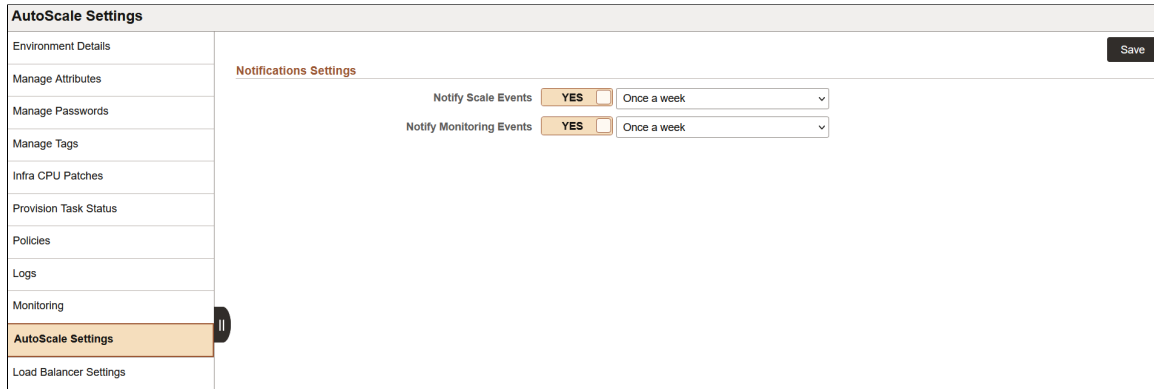 AutoScale Settings
Environment Details
Manage Attributes
Manage Passwords
Manage Tags
Infra CPU Patches
Provision Task Status
Policies
Logs
Monitoring
AutoScale Settings
Load Balancer Settings
Save
Notifications Settings
Notify Scale Events YES Once a week
Notify Monitoring Events YES Once a week